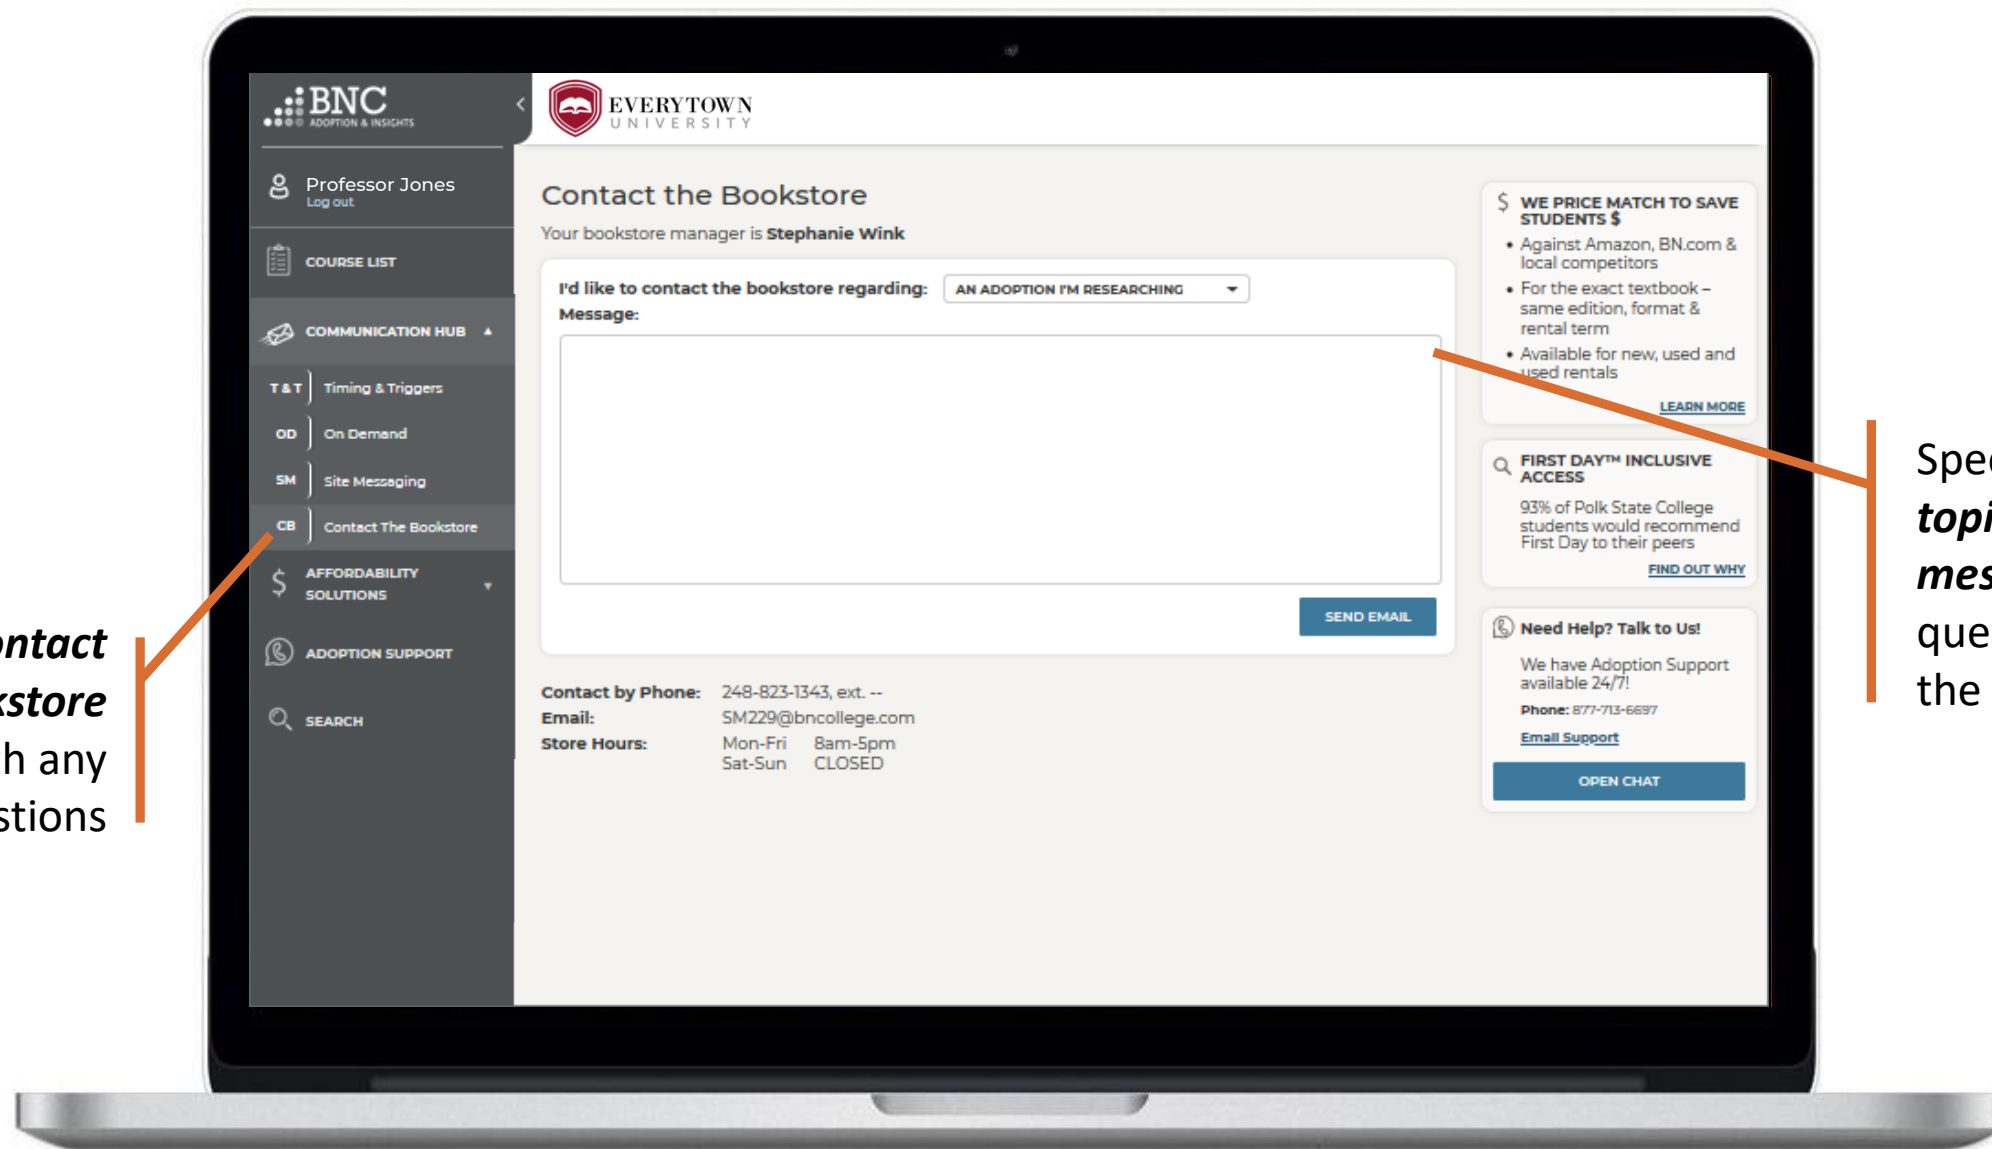 BNC
ADOPTION & INSIGHTS
Professor Jones
Log out
COURSE LIST
COMMUNICATION HUB
T & T Timing & Triggers
OD On Demand
SM Site Messaging
CB Contact The Bookstore
$ AFFORDABILITY
SOLUTIONS
ADOPTION SUPPORT
SEARCH
EVERYTOWN
UNIVERSITY
Contact the Bookstore
Your bookstore manager is Stephanie Wink
I'd like to contact the bookstore regarding: AN ADOPTION I'M RESEARCHING
Message:
SEND EMAIL
Contact by Phone: 248-823-1343, ext. --
Email: SM229@bncollege.com
Store Hours: Mon-Fri 8am-5pm
Sat-Sun CLOSED
$ WE PRICE MATCH TO SAVE
STUDENTS $
• Against Amazon, BN.com &
local competitors
• For the exact textbook –
same edition, format &
rental term
• Available for new, used and
used rentals
LEARN MORE
FIRST DAY™ INCLUSIVE
ACCESS
93% of Polk State College
students would recommend
First Day to their peers
FIND OUT WHY
Need Help? Talk to Us!
We have Adoption Support
available 24/7!
Phone: 877-713-6697
Email Support
OPEN CHAT
any
the